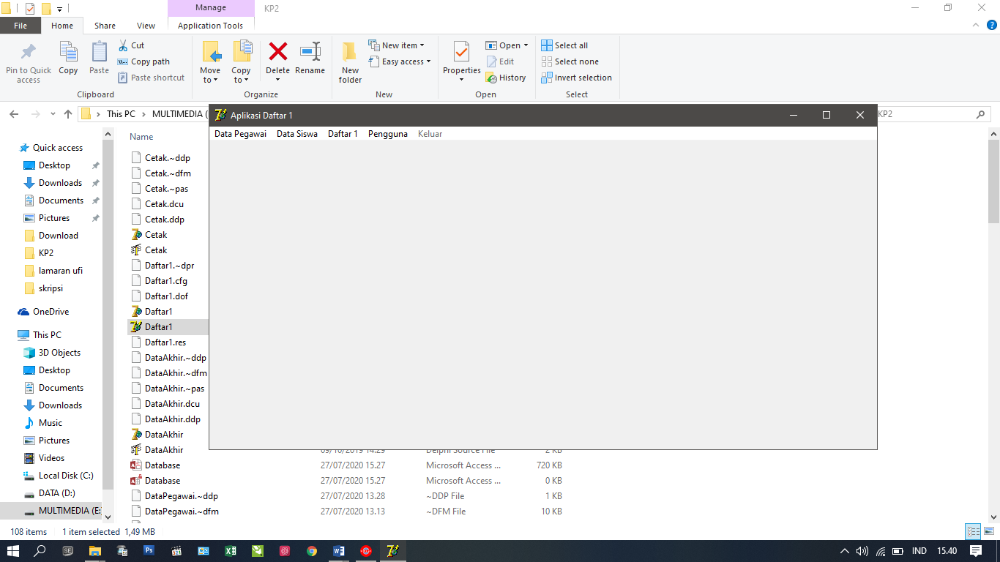 Manage
KP2
File Home Share View Application Tools
Pin to Quick access
Copy
Paste
Cut
Copy path
Paste shortcut
Clipboard
Move to
Copy to
Delete
Rename
Organize
New folder
New item
Easy access
New
Properties
Open
Edit
History
Open
Select all
Select none
Invert selection
Select
This PC MULTIMEDIA (
KP2
Aplikasi Daftar 1
Data Pegawai Data Siswa Daftar 1 Pengguna Keluar
Quick access
Desktop
Downloads
Documents
Pictures
Download
KP2
lamaran ufi
skripsi
OneDrive
This PC
3D Objects
Desktop
Documents
Downloads
Music
Pictures
Videos
Local Disk (C:)
DATA (D:)
MULTIMEDIA (E:
Name
Cetak.~ddp
Cetak.~dfm
Cetak.~pas
Cetak.dcu
Cetak.ddp
Cetak
Cetak
Daftar1.~dpr
Daftar1.cfg
Daftar1.dof
Daftar1
Daftar1
Daftar1.res
DataAkhir.~ddp
DataAkhir.~dfm
DataAkhir.~pas
DataAkhir.dcu
DataAkhir.ddp
DataAkhir
DataAkhir 09/10/2019 14.29 Delphi Source File 2 KB
Database 27/07/2020 15.27 Microsoft Access ... 720 KB
Database 27/07/2020 15.27 Microsoft Access ... 0 KB
DataPegawai.~ddp 27/07/2020 13.28 ~DDP File 1 KB
DataPegawai.~dfm 27/07/2020 13.13 ~DFM File 10 KB
108 items 1 item selected 1,49 MB
IND 15.40